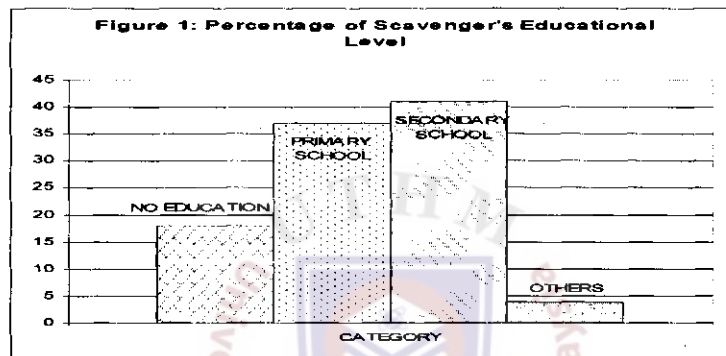 Figure 1: Percentage of Scavenger's Educational
Level
45
40
35
30
25
20
15
10
5
0
NO EDUCATION
PRIMARY
SCHOOL
SECONDARY
SCHOOL
OTHERS
CATEGORY
UTHM